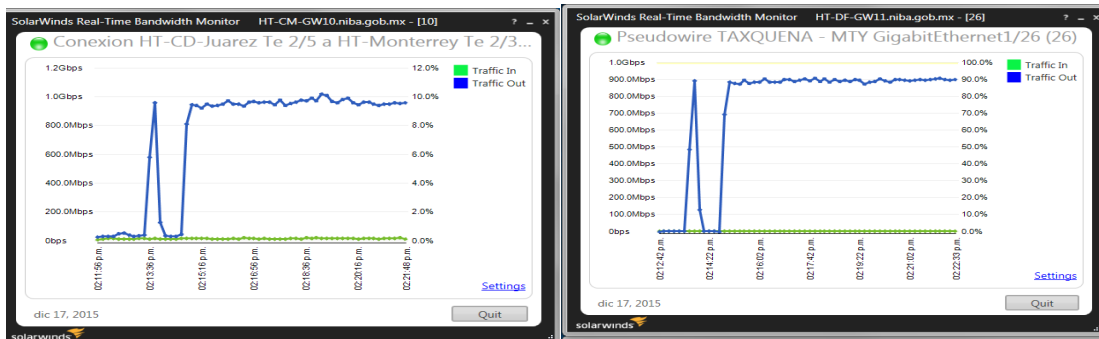 SolarWinds Real-Time Bandwidth Monitor HT-CM-GW10.niba.gob.mx - [10]
Conexion HT-CD-Juarez Te 2/5 a HT-Monterrey Te 2/3...
1.2Gbps
1.0Gbps
800.0Mbps
600.0Mbps
400.0Mbps
200.0Mbps
0bps
12.0%
10.0%
8.0%
6.0%
4.0%
2.0%
0.0%
Traffic In
Traffic Out
02:11:56 p.m.
02:13:36 p.m.
02:15:16 p.m.
02:16:56 p.m.
02:18:36 p.m.
02:20:16 p.m.
02:21:48 p.m.
Settings
dic 17, 2015
Quit
solarwinds
SolarWinds Real-Time Bandwidth Monitor HT-DF-GW11.niba.gob.mx - [26]
Pseudowire TAXQUENA - MTY GigabitEthernet1/26 (26)
1.0Gbps
900.0Mbps
800.0Mbps
700.0Mbps
600.0Mbps
500.0Mbps
400.0Mbps
300.0Mbps
200.0Mbps
100.0Mbps
0bps
100.0%
90.0%
80.0%
70.0%
60.0%
50.0%
40.0%
30.0%
20.0%
10.0%
0.0%
Traffic In
Traffic Out
02:12:42 p.m.
02:14:22 p.m.
02:16:02 p.m.
02:17:42 p.m.
02:19:22 p.m.
02:21:02 p.m.
02:22:33 p.m.
Settings
dic 17, 2015
Quit
solarwinds